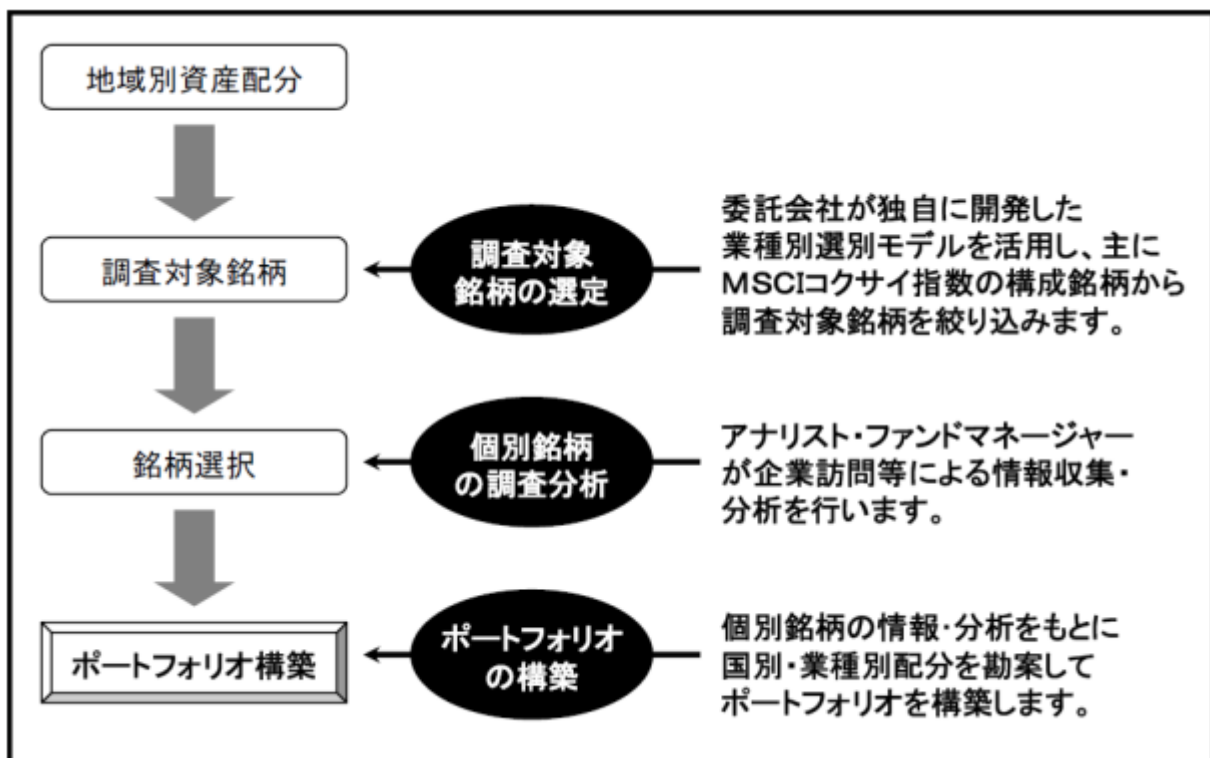 地域別資産配分
調査対象銘柄
調査対象
銘柄の選定
委託会社が独自に開発した
業種別選別モデルを活用し、主に
MSCIコクサイ指数の構成銘柄から
調査対象銘柄を絞り込みます。
銘柄選択
個別銘柄
の調査分析
アナリスト・ファンドマネージャー
が企業訪問等による情報収集・
分析を行います。
ポートフォリオ構築
ポートフォリオ
の構築
個別銘柄の情報・分析をもとに
国別・業種別配分を勘案して
ポートフォリオを構築します。